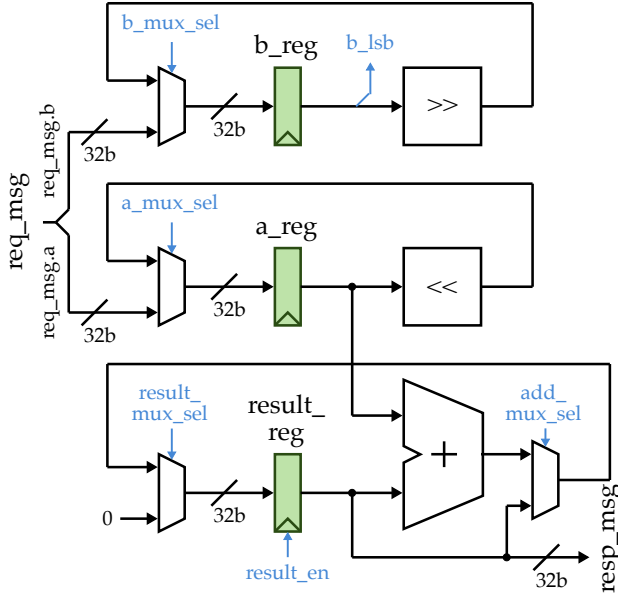 b_mux_sel
b_reg
b_lsb
>>
32b
req_msg.b
32b
req_msg
a_mux_sel
a_reg
<<
32b
req_msg.a
32b
result_
mux_sel
result_
reg
+
add_
mux_sel
0
32b
result_en
32b
resp_msg